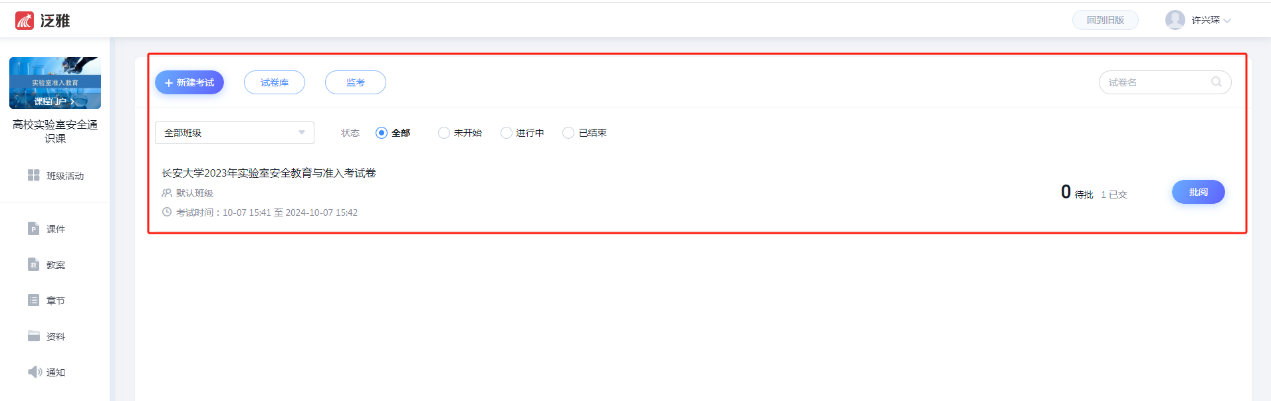 泛雅
回到旧版
许兴琛
实验室准入教育
课程门户
高校实验室安全通
识课
班级活动
课件
教案
章节
资料
通知
+ 新建考试
试卷库
监考
试卷名
全部班级
状态
全部
未开始
进行中
已结束
长安大学2023年实验室安全教育与准入考试卷
默认班级
考试时间：10-07 15:41 至 2024-10-07 15:42
0 待批 1 已交
批阅